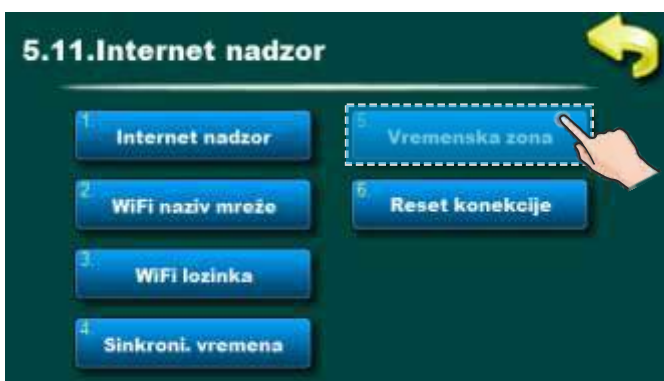 5.11.Internet nadzor
1. Internet nadzor
2. WiFi naziv mreže
3. WiFi lozinka
4. Sinkroni. vremena
5. Vremenska zona
6. Reset konekcije